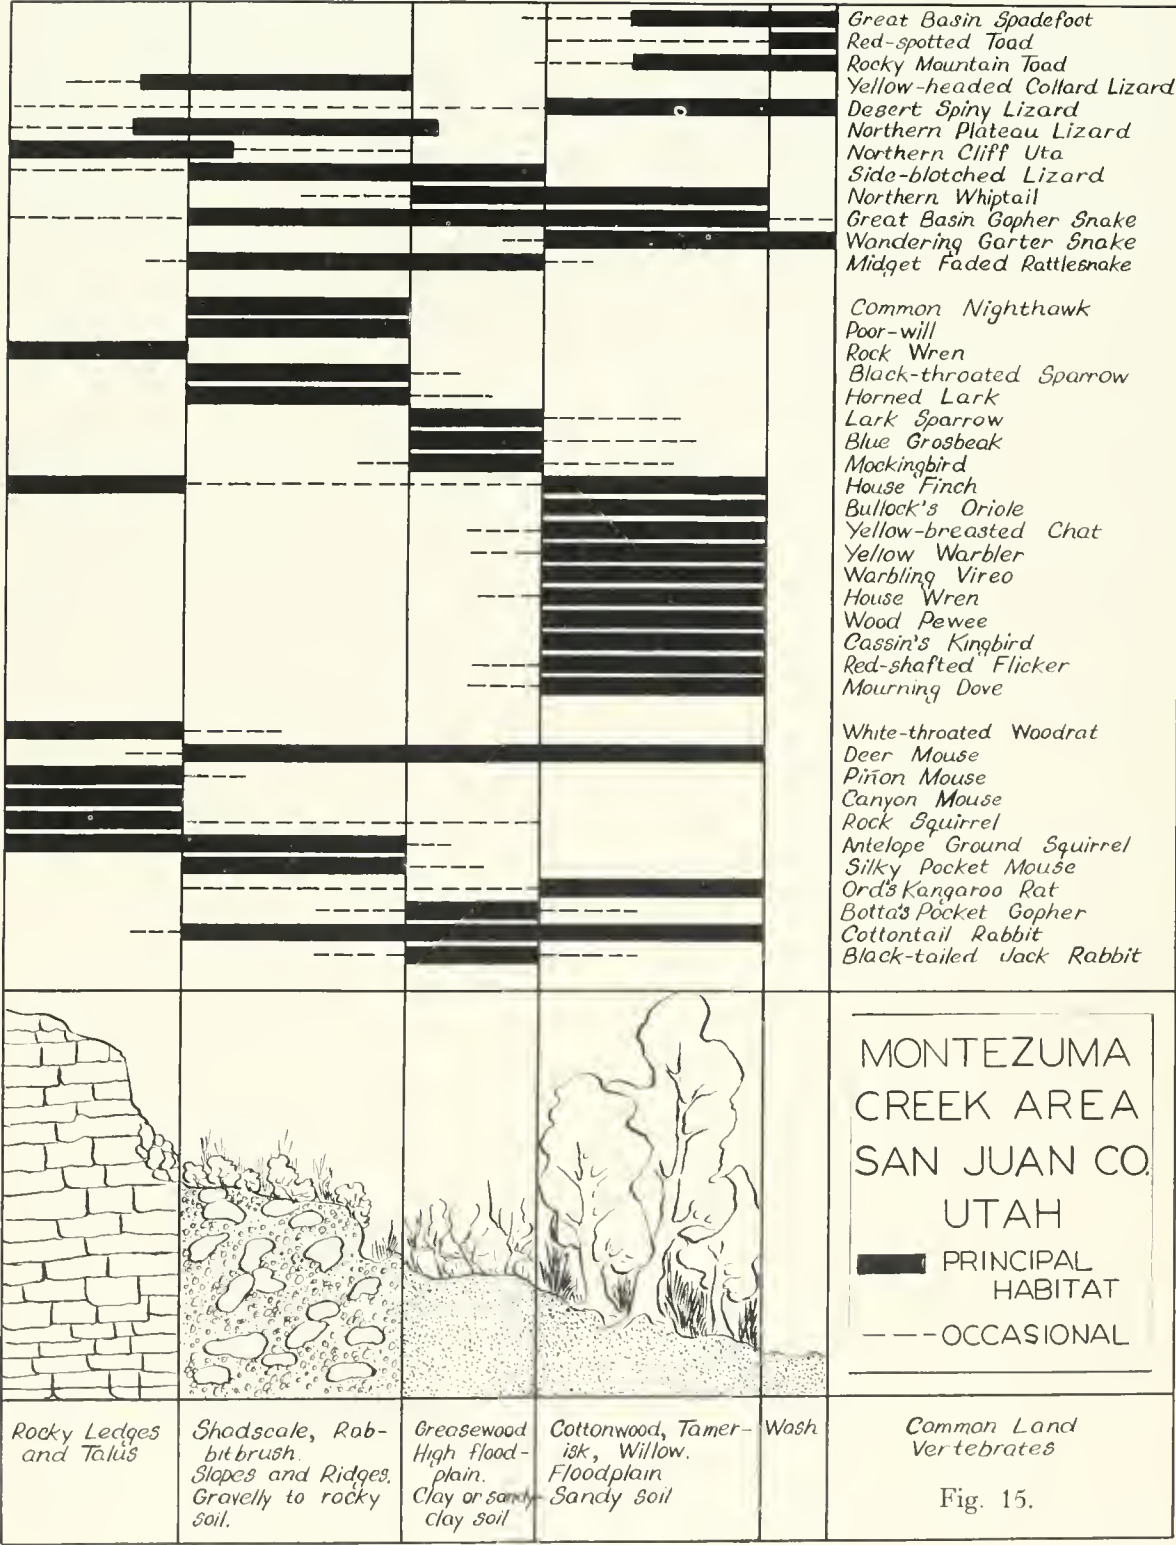 Great Basin Spadefoot
Red-spotted Toad
Rocky Mountain Toad
Yellow-headed Collard Lizard
Desert Spiny Lizard
Northern Plateau Lizard
Northern Cliff Uta
Side-blotched Lizard
Northern Whiptail
Great Basin Gopher Snake
Wandering Garter Snake
Midget Faded Rattlesnake
Common Nighthawk
Poor-will
Rock Wren
Black-throated Sparrow
Horned Lark
Lark Sparrow
Blue Grosbeak
Mockingbird
House Finch
Bullock's Oriole
Yellow-breasted Chat
Yellow Warbler
Warbling Vireo
House Wren
Wood Pewee
Cassin's Kingbird
Red-shafted Flicker
Mourning Dove
White-throated Woodrat
Deer Mouse
Piñon Mouse
Canyon Mouse
Rock Squirrel
Antelope Ground Squirrel
Silky Pocket Mouse
Ord's Kangaroo Rat
Botta's Pocket Gopher
Cottontail Rabbit
Black-tailed Jack Rabbit
MONTEZUMA
CREEK AREA
SAN JUAN CO.
UTAH
PRINCIPAL
HABITAT
OCCASIONAL
Rocky Ledges
and Talus
Shadscale, Rab-
bitbrush.
Slopes and Ridges.
Gravelly to rocky
soil.
Greasewood
High flood-
plain.
Clay or sandy
clay soil
Cottonwood, Tamer-
isk, Willow.
Floodplain
Sandy soil
Wash
Common Land
Vertebrates
Fig. 15.